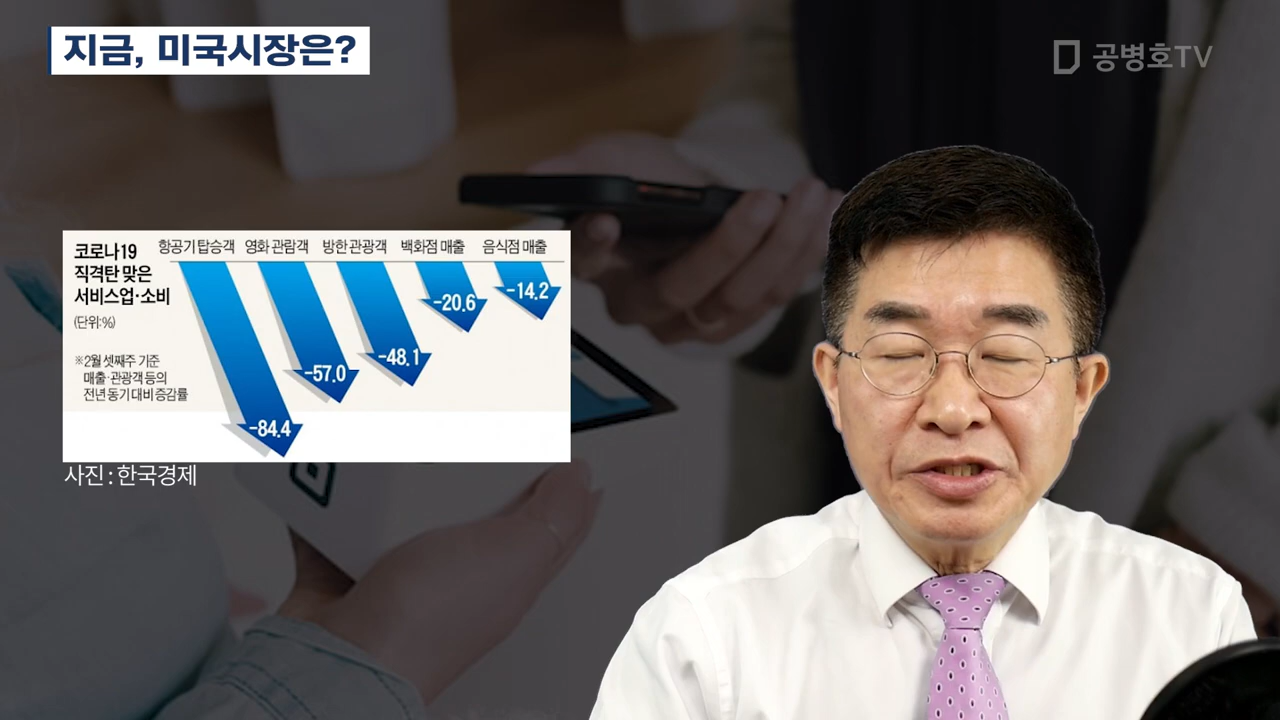 지금, 미국시장은?
공병호TV
코로나19
직격탄 맞은
서비스업·소비
(단위:%)
※2월 셋째주 기준
매출·관광객 등의
전년 동기 대비 증감률
항공기 탑승객 영화 관람객 방한 관광객 백화점 매출 음식점 매출
-84.4
-57.0
-48.1
-20.6
-14.2
사진 : 한국경제